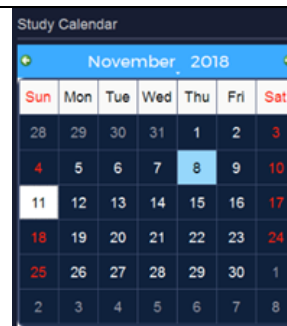 Study Calendar
November, 2018
Sun Mon Tue Wed Thu Fri Sat
28 29 30 31 1 2 3
4 5 6 7 8 9 10
11 12 13 14 15 16 17
18 19 20 21 22 23 24
25 26 27 28 29 30 1
2 3 4 5 6 7 8